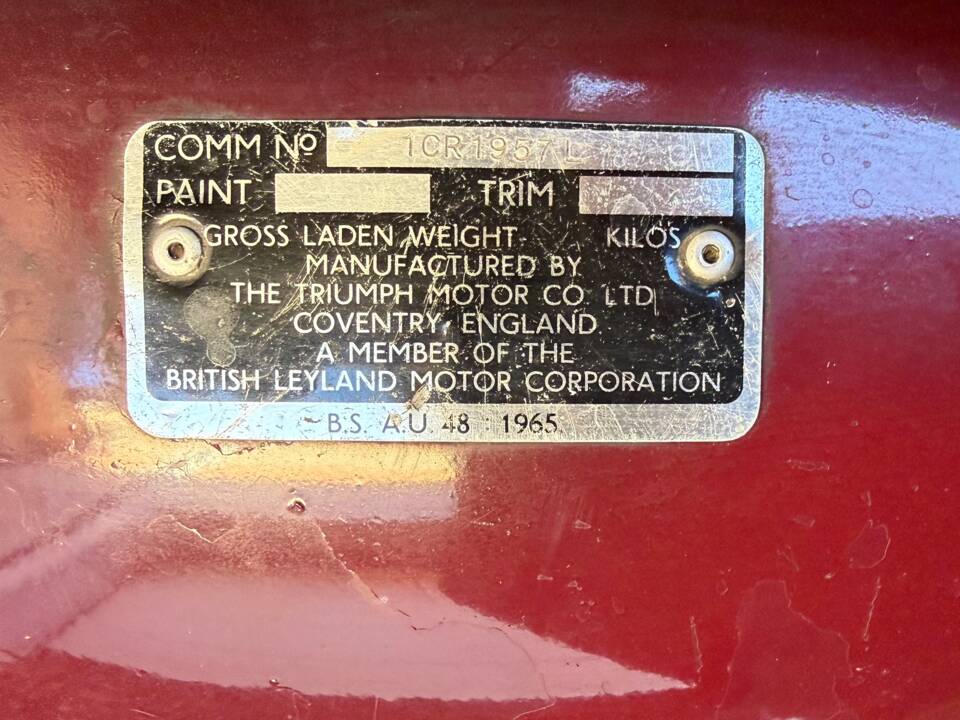 COMM Nº 1CR1957L
PAINT TRIM
GROSS LADEN WEIGHT KILOS
MANUFACTURED BY
THE TRIUMPH MOTOR CO. LTD
COVENTRY, ENGLAND
A MEMBER OF THE
BRITISH LEYLAND MOTOR CORPORATION
B.S. A.U 48 : 1965